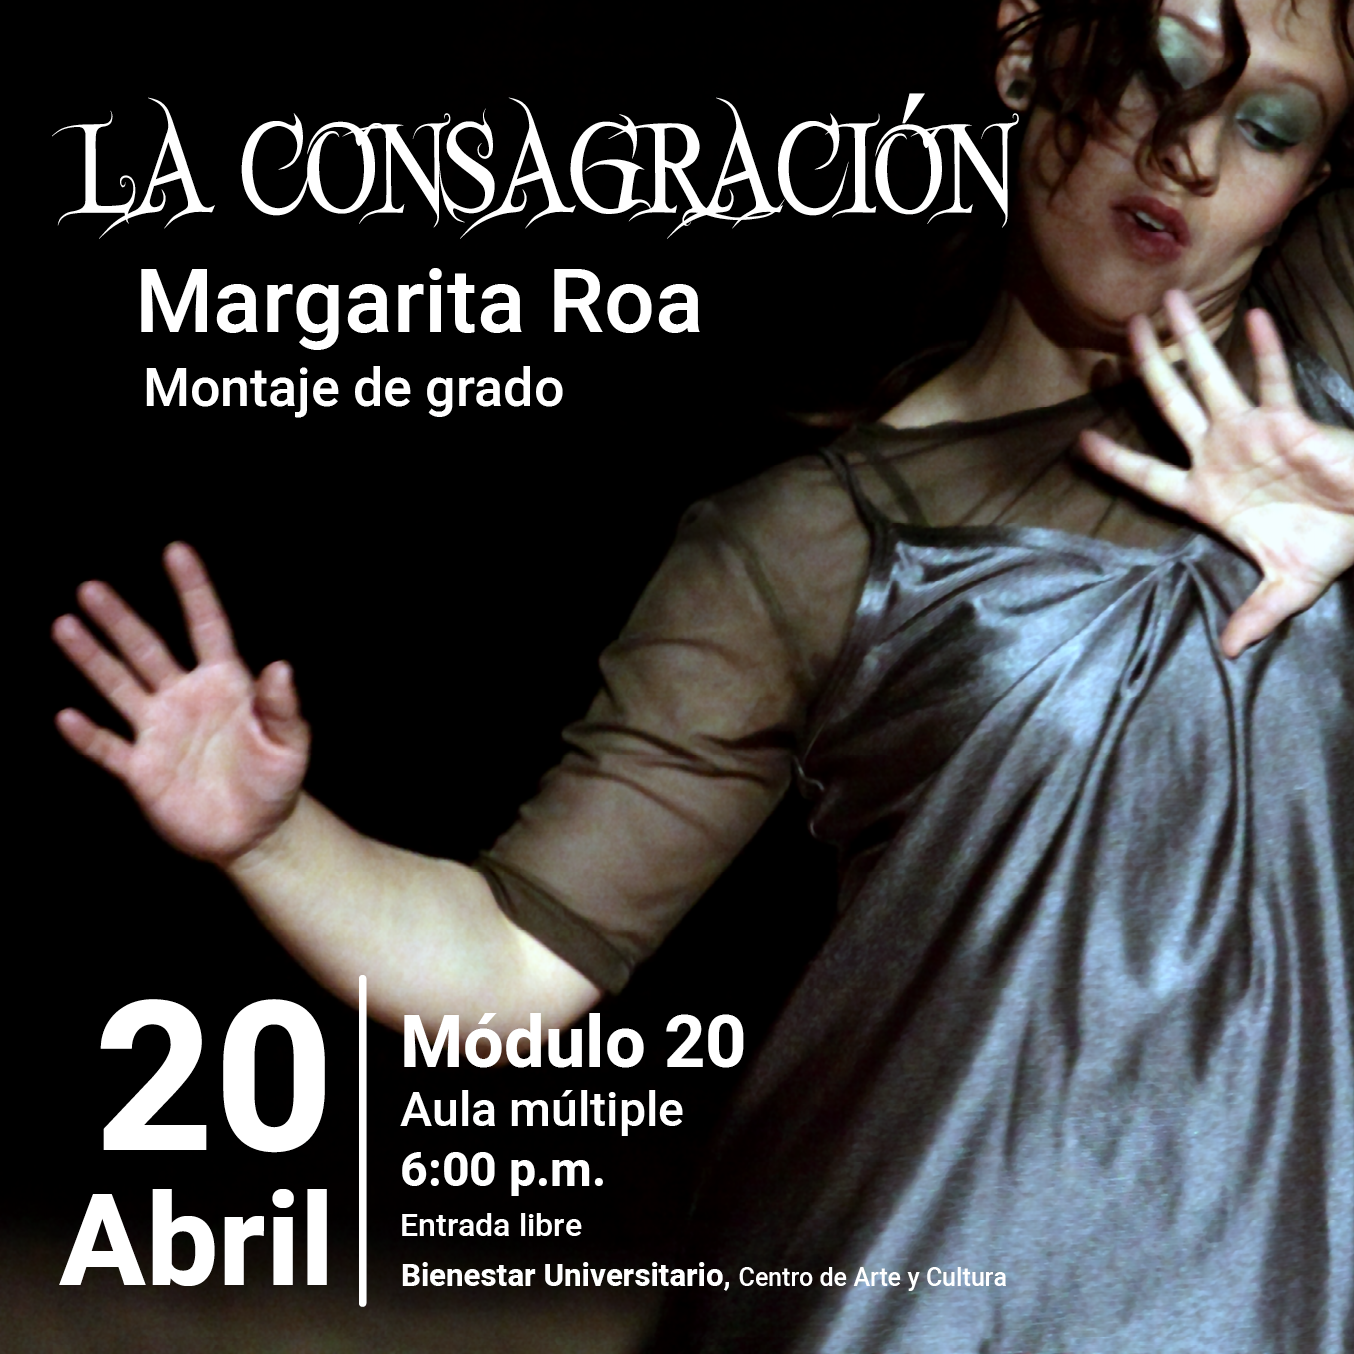 LA CONSAGRACIÓN
Margarita Roa
Montaje de grado
20
Abril
Módulo 20
Aula múltiple
6:00 p.m.
Entrada libre
Bienestar Universitario, Centro de Arte y Cultura